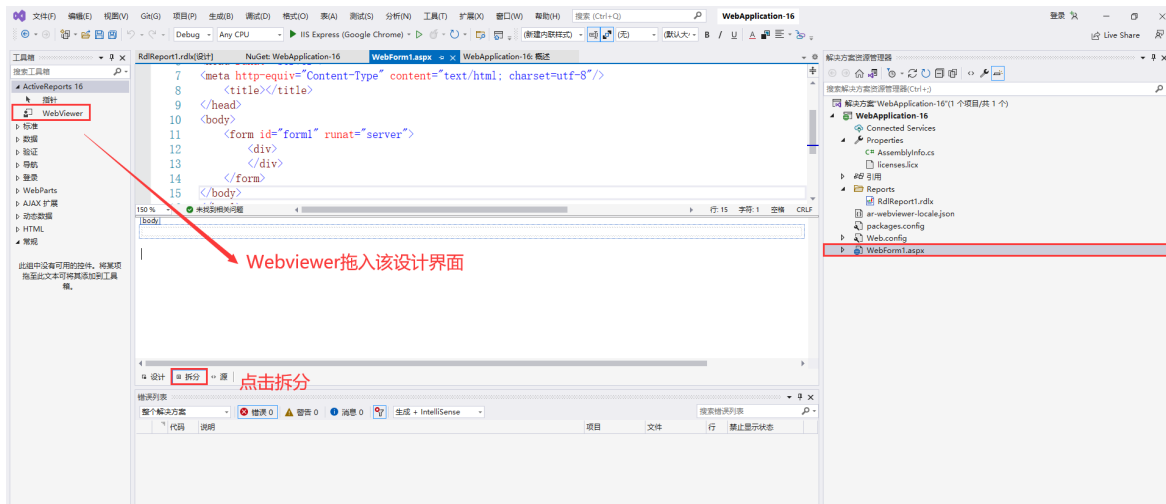 文件(F) 编辑(E) 视图(V) Git(G) 项目(P) 生成(B) 调试(D) 格式(O) 表(A) 测试(S) 分析(N) 工具(T) 扩展(X) 窗口(W) 帮助(H) 搜索 (Ctrl+Q) WebApplication-16 登录
Debug Any CPU IIS Express (Google Chrome) (新建内联样式) (无) (默认大 B I U A Live Share
工具箱
搜索工具箱
ActiveReports 16
指针
WebViewer
标准
数据
验证
导航
登录
WebParts
AJAX 扩展
动态数据
HTML
常规
此组中没有可用的控件。将某项
拖至此文本可将其添加到工具
箱。
RdlReport1.rdlx[设计] NuGet: WebApplication-16 WebForm1.aspx WebApplication-16: 概述
7 <meta http-equiv="Content-Type" content="text/html; charset=utf-8"/>
8 <title></title>
9 </head>
10 <body>
11 <form id="form1" runat="server">
12 <div>
13 </div>
14 </form>
15 </body>
150 % 未找到相关问题 行: 15 字符: 1 空格 CRLF
body
Webviewer拖入该设计界面
设计 拆分 源
点击拆分
错误列表
整个解决方案 错误 0 警告 0 消息 0 生成 + IntelliSense 搜索错误列表
代码 说明 项目 文件 行 禁止显示状态
解决方案资源管理器
搜索解决方案资源管理器(Ctrl+;)
解决方案"WebApplication-16"(1 个项目/共 1 个)
WebApplication-16
Connected Services
Properties
C# AssemblyInfo.cs
licenses.licx
引用
Reports
RdlReport1.rdlx
ar-webviewer-locale.json
packages.config
Web.config
WebForm1.aspx